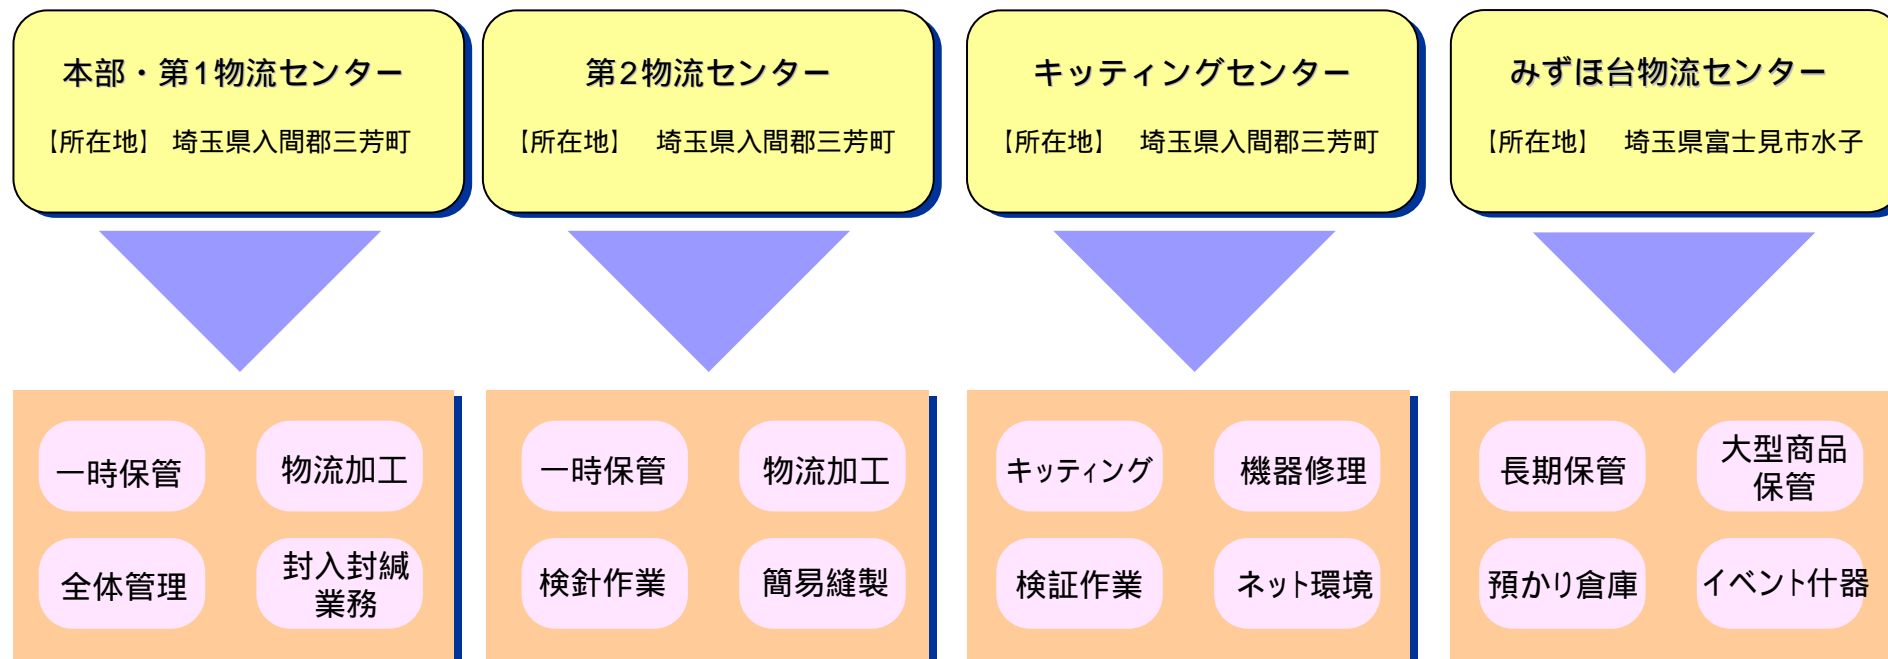 本部・第1物流センター
【所在地】 埼玉県入間郡三芳町
第2物流センター
【所在地】 埼玉県入間郡三芳町
キッティングセンター
【所在地】 埼玉県入間郡三芳町
みずほ台物流センター
【所在地】 埼玉県富士見市水子
一時保管
物流加工
全体管理
封入封緘
業務
一時保管
物流加工
検針作業
簡易縫製
キッティング
機器修理
検証作業
ネット環境
長期保管
大型商品
保管
預かり倉庫
イベント什器